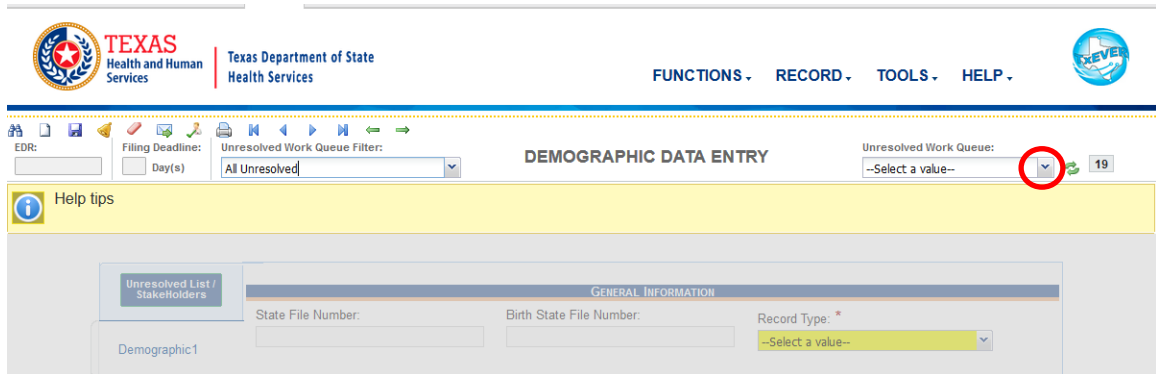 TEXAS
Health and Human
Services
Texas Department of State
Health Services
FUNCTIONS
RECORD
TOOLS
HELP
TxEVER
EDR:
Filing Deadline:
Day(s)
Unresolved Work Queue Filter:
All Unresolved
DEMOGRAPHIC DATA ENTRY
Unresolved Work Queue:
--Select a value--
19
Help tips
Unresolved List /
StakeHolders
GENERAL INFORMATION
State File Number:
Birth State File Number:
Record Type: *
--Select a value--
Demographic1